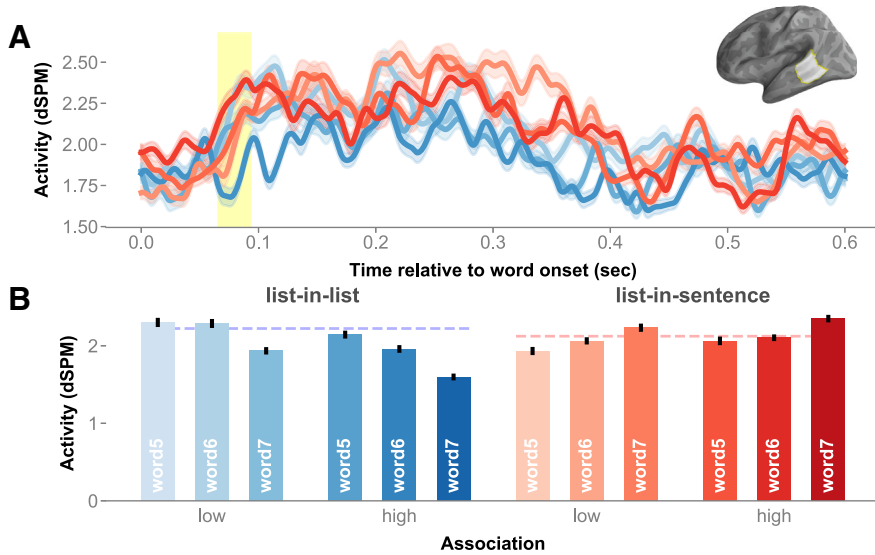 A
Activity (dSPM)
2.50
2.25
2.00
1.75
1.50
0.0 0.1 0.2 0.3 0.4 0.5 0.6
Time relative to word onset (sec)
B
list-in-list list-in-sentence
Activity (dSPM)
2
1
0
word5 word6 word7 word5 word6 word7 word5 word6 word7 word5 word6 word7
low high low high
Association